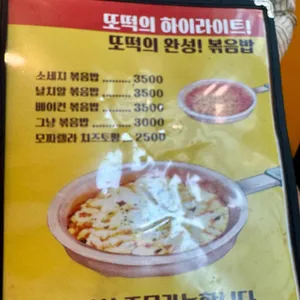 또떡의 하이라이트!
또떡의 완성! 볶음밥
소세지 볶음밥 ......... 3500
날치알 볶음밥 ......... 3500
베이컨 볶음밥 ......... 3500
그냥 볶음밥 ......... 3000
모짜렐라 치즈토핑 2500